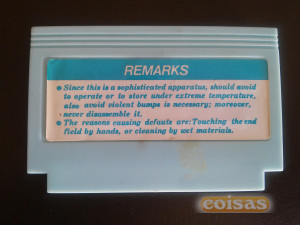 REMARKS
● Since this is a sophisticated apparatus, should avoid
to operate or to store under extreme temperature,
also avoid violent bumps is necessary; moreover,
never disassemble it.
● The reasons causing defauts are: Touching the end
field by hands, or cleaning by wet materials.
coisas